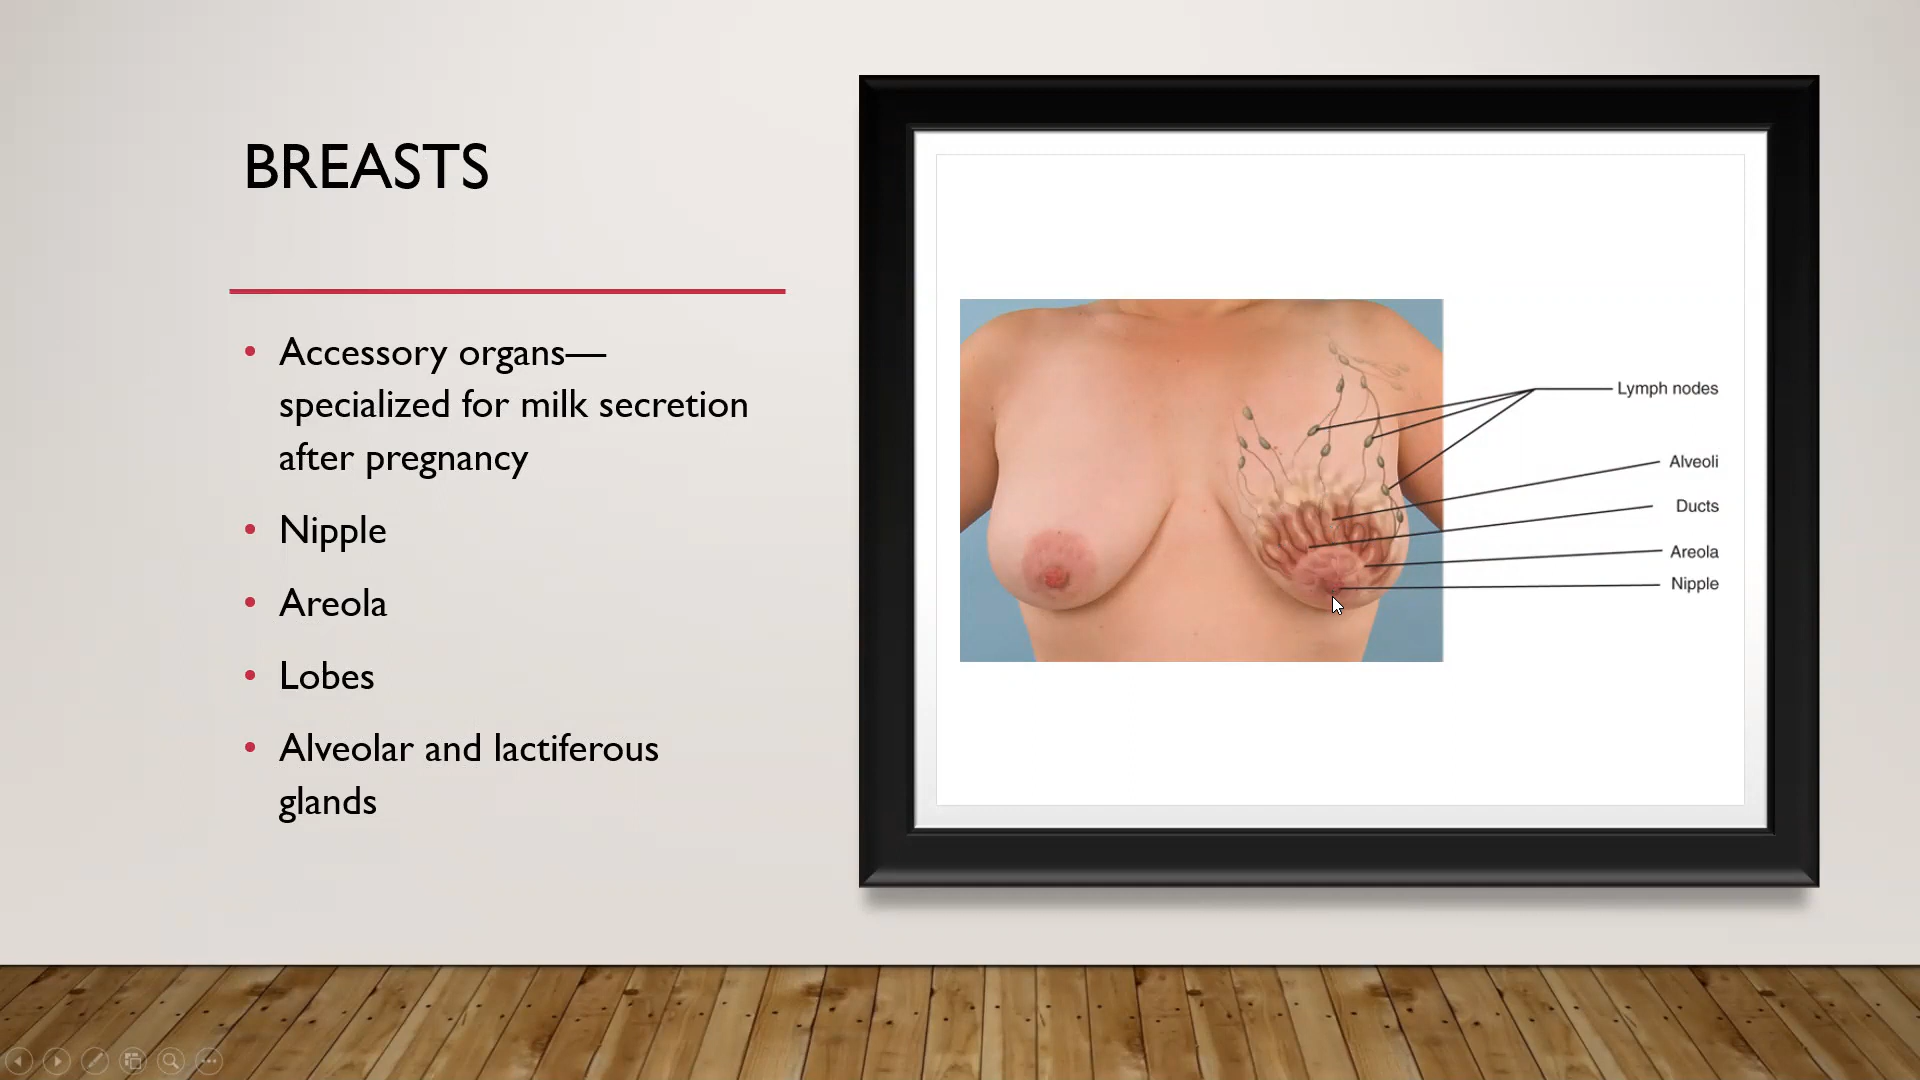 BREASTS
Accessory organs—
specialized for milk secretion
after pregnancy
Nipple
Areola
Lobes
Alveolar and lactiferous
glands
Lymph nodes
Alveoli
Ducts
Areola
Nipple